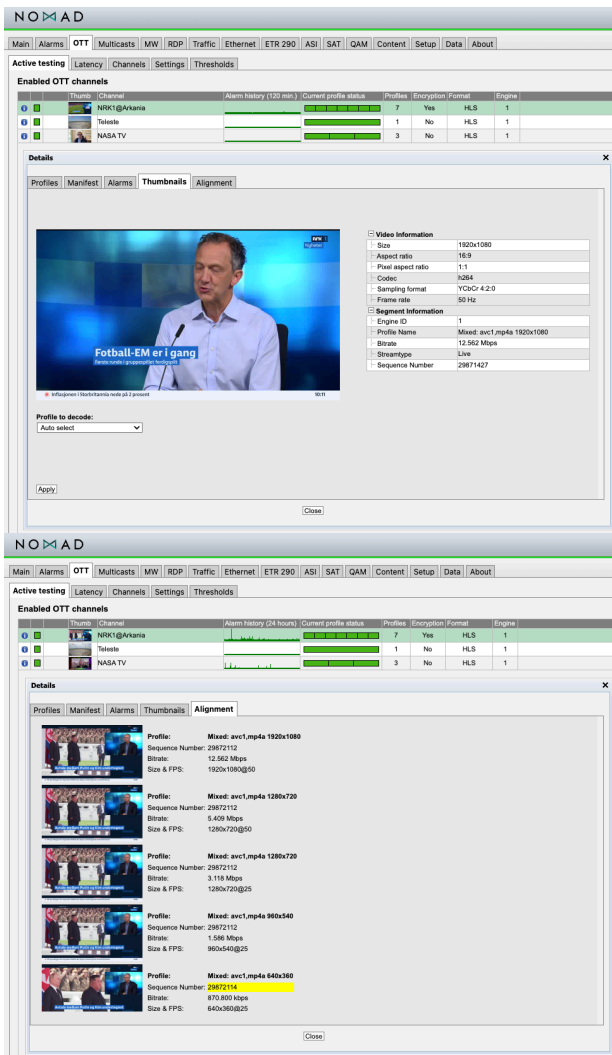 NOMAD
Main Alarms OTT Multicasts MW RDP Traffic Ethernet ETR 290 ASI SAT QAM Content Setup Data About
Active testing Latency Channels Settings Thresholds
Enabled OTT channels
Thumb Channel Alarm history (120 min.) Current profile status Profiles Encryption Format Engine
NRK1@Arkania 7 Yes HLS 1
Teleste 1 No HLS 1
NASA TV 3 No HLS 1
Details
Profiles Manifest Alarms Thumbnails Alignment
NRK 1
Nyheter
Fotball-EM er i gang
Første runde i gruppespillet ferdigspilt
Inflasjonen i Storbritannia nede på 2 prosent 10:11
Video Information
Size 1920x1080
Aspect ratio 16:9
Pixel aspect ratio 1:1
Codec h264
Sampling format YCbCr 4:2:0
Frame rate 50 Hz
Segment Information
Engine ID 1
Profile Name Mixed: avc1,mp4a 1920x1080
Bitrate 12.562 Mbps
Streamtype Live
Sequence Number 29871427
Profile to decode:
Auto select
Apply
Close
NOMAD
Main Alarms OTT Multicasts MW RDP Traffic Ethernet ETR 290 ASI SAT QAM Content Setup Data About
Active testing Latency Channels Settings Thresholds
Enabled OTT channels
Thumb Channel Alarm history (24 hours) Current profile status Profiles Encryption Format Engine
NRK1@Arkania 7 Yes HLS 1
Teleste 1 No HLS 1
NASA TV 3 No HLS 1
Details
Profiles Manifest Alarms Thumbnails Alignment
Profile: Mixed: avc1,mp4a 1920x1080
Sequence Number: 29872112
Bitrate: 12.562 Mbps
Size & FPS: 1920x1080@50
Profile: Mixed: avc1,mp4a 1280x720
Sequence Number: 29872112
Bitrate: 5.409 Mbps
Size & FPS: 1280x720@50
Profile: Mixed: avc1,mp4a 1280x720
Sequence Number: 29872112
Bitrate: 3.118 Mbps
Size & FPS: 1280x720@25
Profile: Mixed: avc1,mp4a 960x540
Sequence Number: 29872112
Bitrate: 1.586 Mbps
Size & FPS: 960x540@25
Profile: Mixed: avc1,mp4a 640x360
Sequence Number: 29872114
Bitrate: 870.800 kbps
Size & FPS: 640x360@25
Close